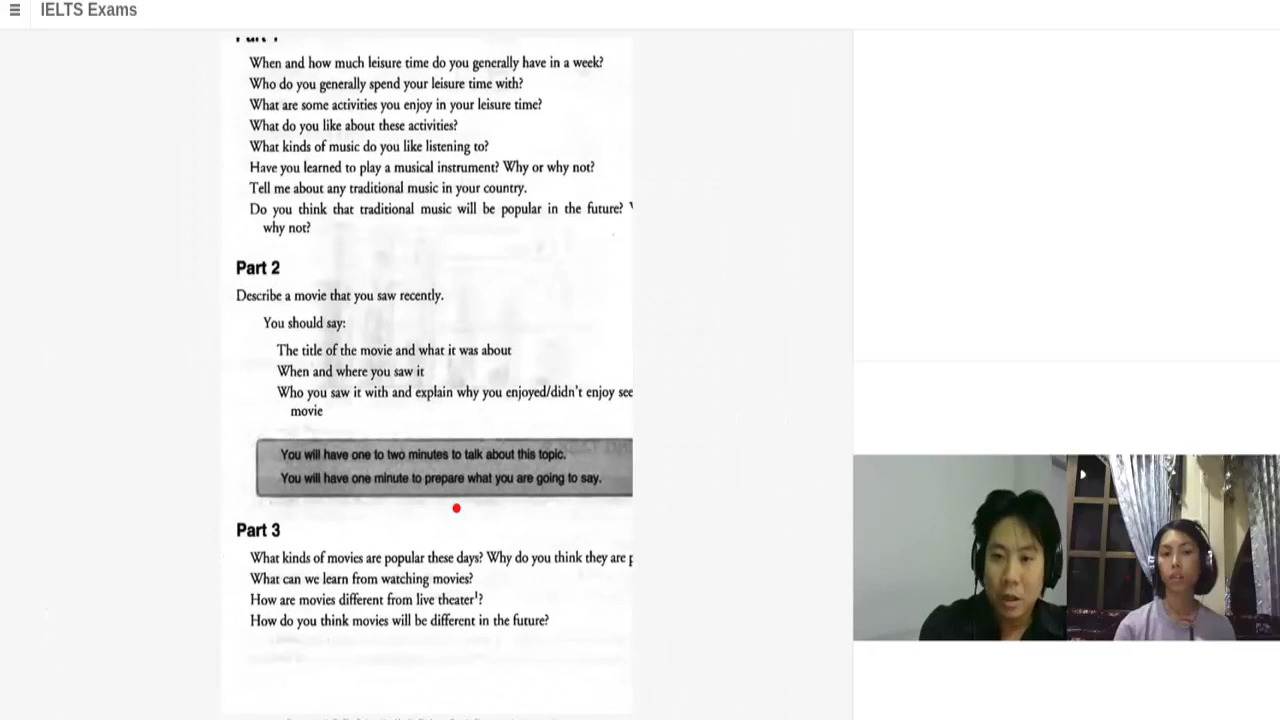 IELTS Exams
When and how much leisure time do you generally have in a week?
Who do you generally spend your leisure time with?
What are some activities you enjoy in your leisure time?
What do you like about these activities?
What kinds of music do you like listening to?
Have you learned to play a musical instrument? Why or why not?
Tell me about any traditional music in your country.
Do you think that traditional music will be popular in the future?
why not?
Part 2
Describe a movie that you saw recently.
You should say:
The title of the movie and what it was about
When and where you saw it
Who you saw it with and explain why you enjoyed/didn't enjoy see
movie
You will have one to two minutes to talk about this topic.
You will have one minute to prepare what you are going to say.
Part 3
What kinds of movies are popular these days? Why do you think they are p
What can we learn from watching movies?
How are movies different from live theater¹?
How do you think movies will be different in the future?